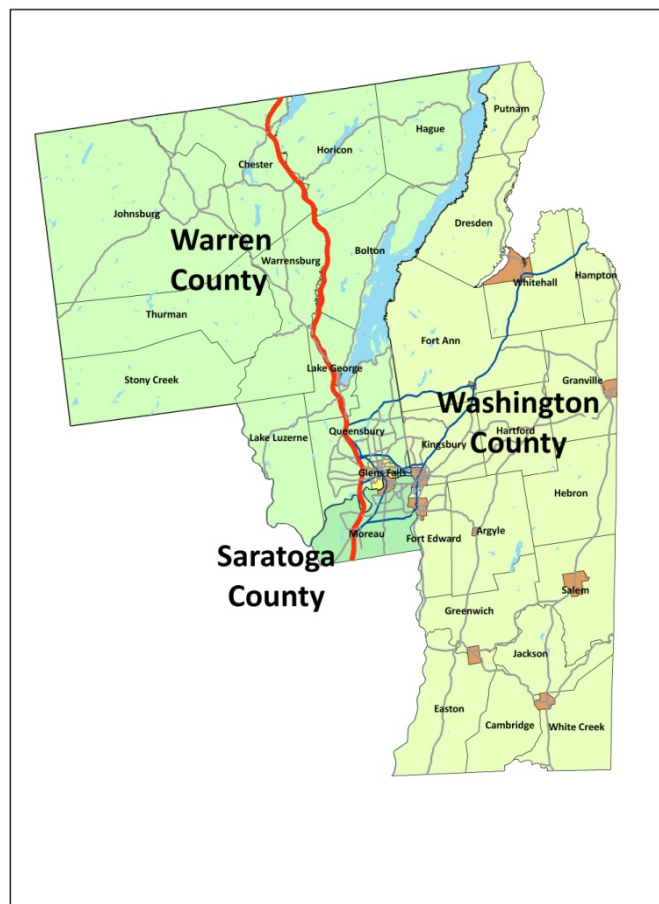 Putnam
Hague
Horicon
Chester
Johnsburg
Dresden
Warren
County
Bolton
Warrensburg
Hampton
Whitehall
Thurman
Fort Ann
Stony Creek
Lake George
Granville
Washington
County
Lake Luzerne
Queensbury
Hartford
Kingsbury
Glens Falls
Hebron
Moreau
Fort Edward
Argyle
Saratoga
County
Salem
Greenwich
Jackson
Easton
Cambridge
White Creek